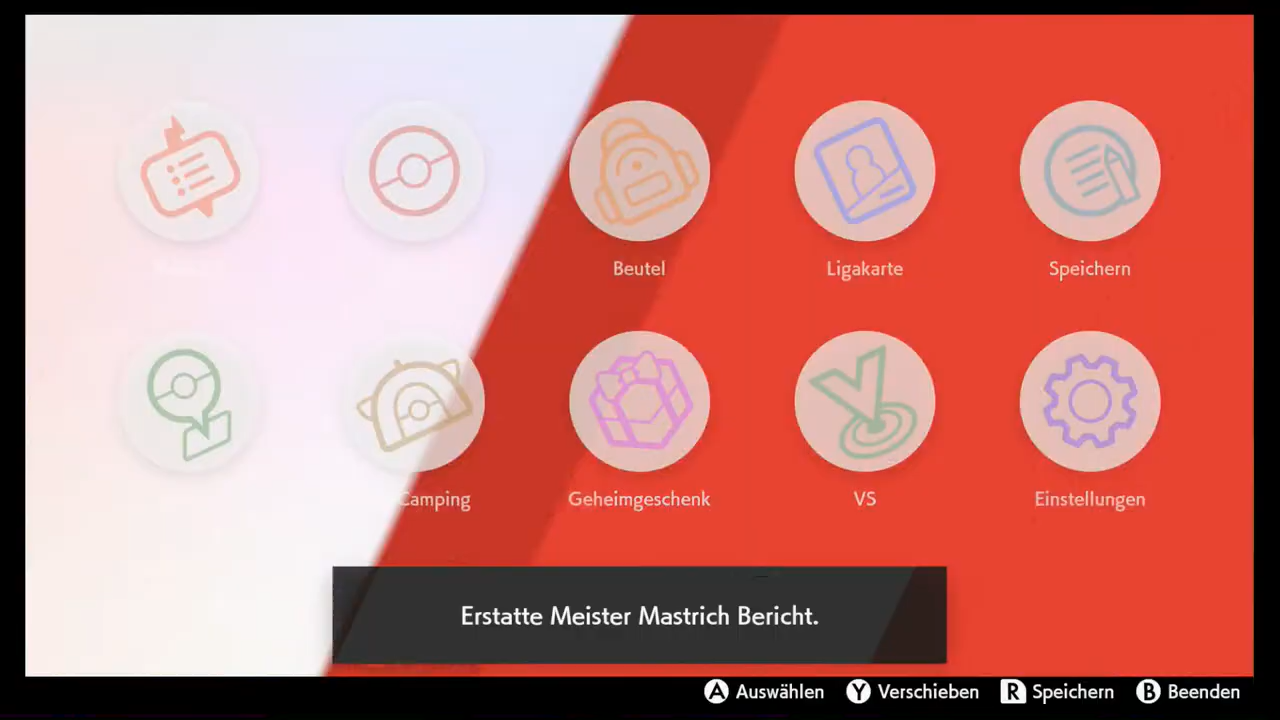 Beutel
Ligakarte
Speichern
Camping
Geheimgeschenk
VS
Einstellungen
Erstatte Meister Mastrich Bericht.
A Auswählen
Y Verschieben
R Speichern
B Beenden